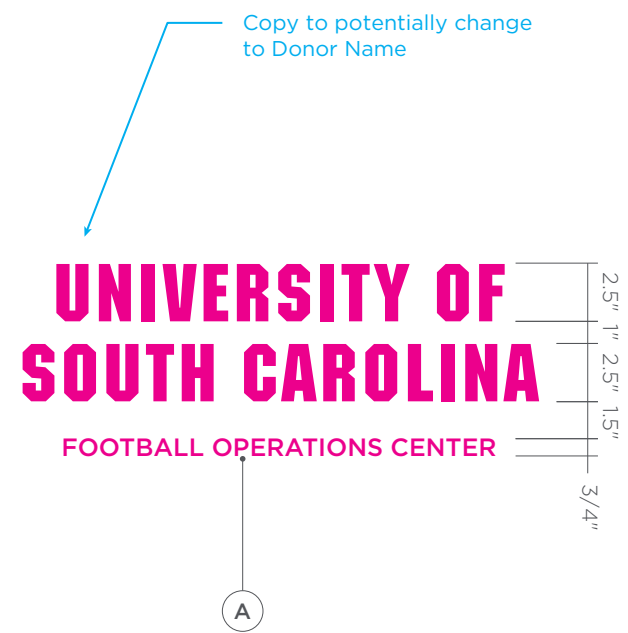 Copy to potentially change
to Donor Name
UNIVERSITY OF
SOUTH CAROLINA
FOOTBALL OPERATIONS CENTER
2.5"
1"
2.5"
1.5"
3/4"
A